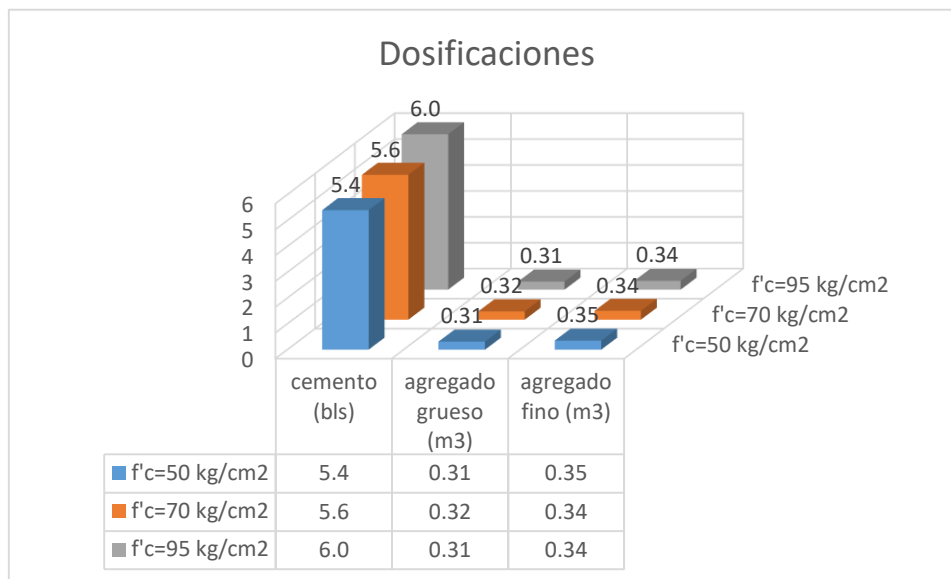 Dosificaciones
6.0
5.6
5.4
6
5
4
3
2
1
0
0.31
0.34
0.32
0.34
0.31
0.35
f'c=95 kg/cm2
f'c=70 kg/cm2
f'c=50 kg/cm2
cemento
(bls)
agregado
grueso
(m3)
agregado
fino (m3)
f'c=50 kg/cm2 5.4 0.31 0.35
f'c=70 kg/cm2 5.6 0.32 0.34
f'c=95 kg/cm2 6.0 0.31 0.34